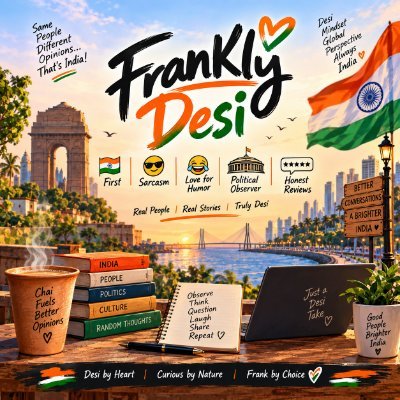 Same
People
Different
Opinions...
That's India!
Frankly
Desi
Desi
Mindset
Global
Perspective
Always
India
First
Sarcasm
Love for
Humor
Political
Observer
Honest
Reviews
Real People | Real Stories | Truly Desi
BETTER
CONVERSATIONS
A BRIGHTER
INDIA
INDIA
PEOPLE
POLITICS
CULTURE
RANDOM THOUGHTS
Chai
Fuels
Better
Opinions
Observe
Think
Question
Laugh
Share
Repeat
Just a
Desi
Take
Good
People
Brighter
India
Desi by Heart | Curious by Nature | Frank by Choice